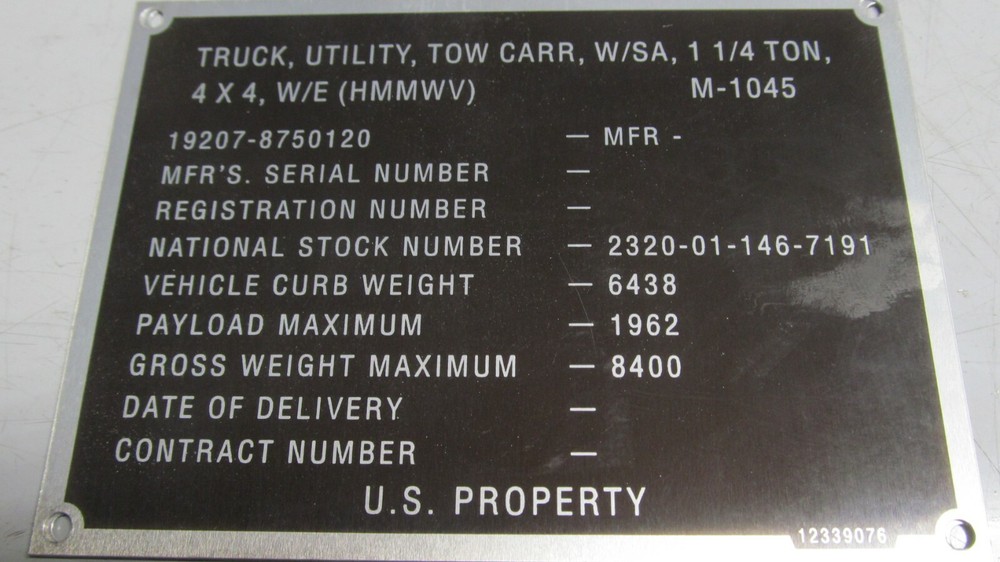 TRUCK, UTILITY, TOW CARR, W/SA, 1 1/4 TON,
4 X 4, W/E (HMMWV) M-1045
19207-8750120 — MFR -
MFR'S. SERIAL NUMBER —
REGISTRATION NUMBER —
NATIONAL STOCK NUMBER — 2320-01-146-7191
VEHICLE CURB WEIGHT — 6438
PAYLOAD MAXIMUM — 1962
GROSS WEIGHT MAXIMUM — 8400
DATE OF DELIVERY —
CONTRACT NUMBER —
U.S. PROPERTY
12339076